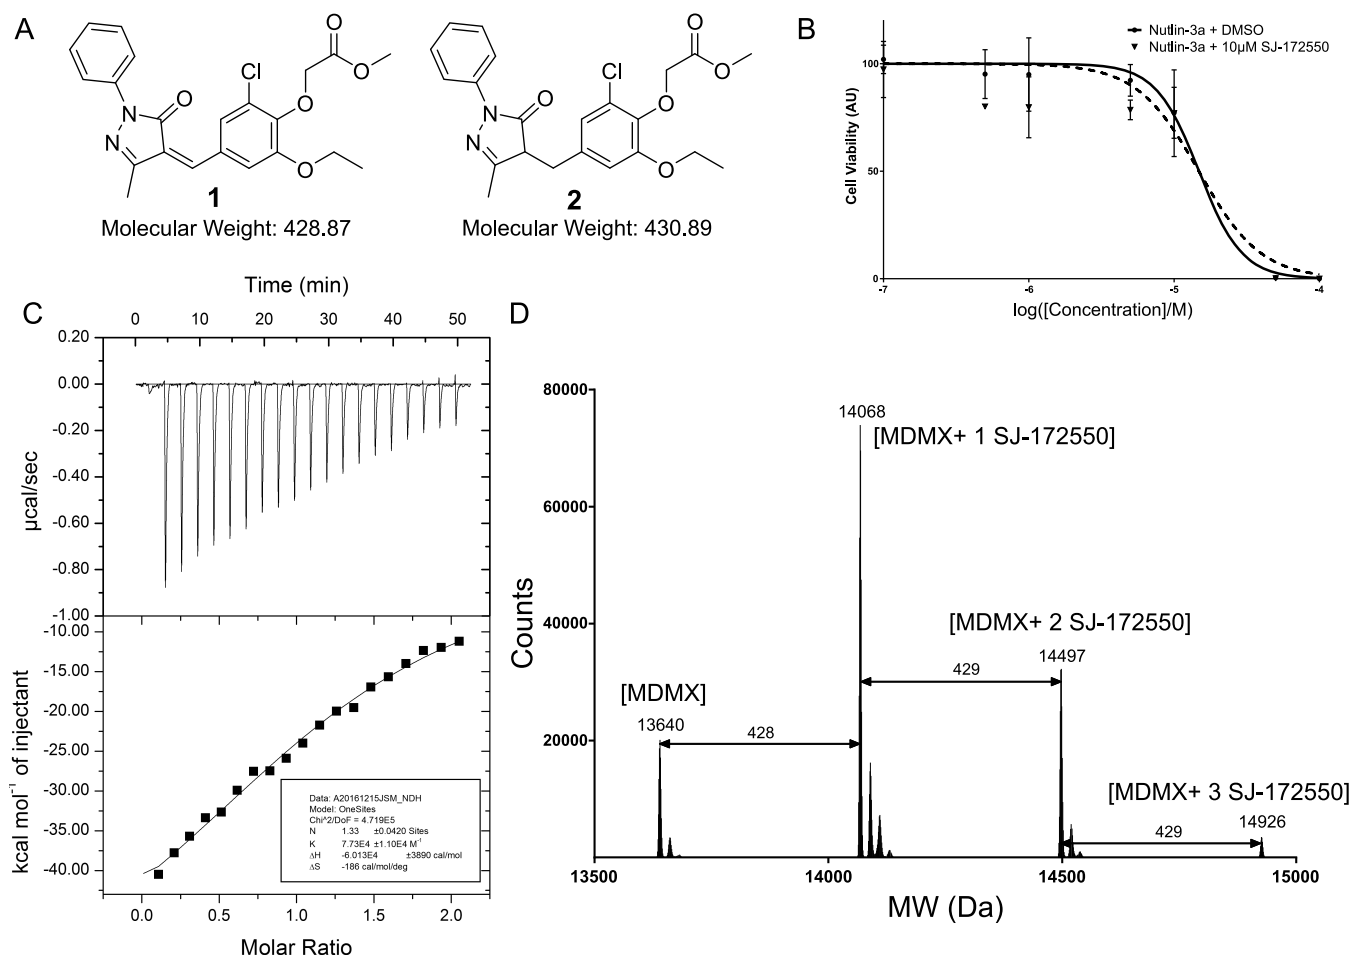 A
O
Cl
O
O
O
N
N
O
1
Molecular Weight: 428.87
O
Cl
O
O
O
N
N
O
2
Molecular Weight: 430.89
B
Nutlin-3a + DMSO
Nutlin-3a + 10µM SJ-172550
Cell Viability (AU)
100
50
0
-7
-6
-5
-4
log([Concentration]/M)
C
Time (min)
0
10
20
30
40
50
µcal/sec
0.20
0.00
-0.20
-0.40
-0.60
-0.80
-1.00
kcal mol⁻¹ of injectant
-10.00
-15.00
-20.00
-25.00
-30.00
-35.00
-40.00
Data: A20161215JSM_NDH
Model: OneSites
Chi^2/DoF = 4.719E5
N 1.33 ±0.0420 Sites
K 7.73E4 ±1.10E4 M⁻¹
ΔH -6.013E4 ±3890 cal/mol
ΔS -186 cal/mol/deg
0.0
0.5
1.0
1.5
2.0
Molar Ratio
D
Counts
80000
60000
40000
20000
14068
[MDMX+ 1 SJ-172550]
[MDMX+ 2 SJ-172550]
14497
429
[MDMX]
13640
428
[MDMX+ 3 SJ-172550]
14926
429
13500
14000
14500
15000
MW (Da)